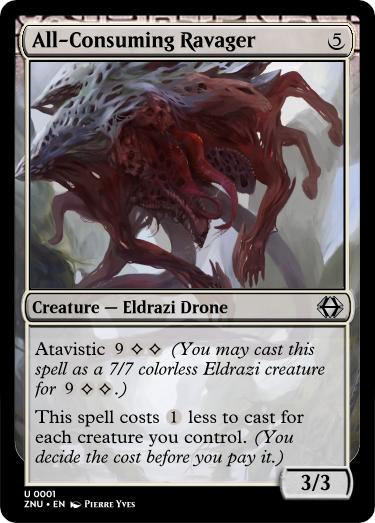 All-Consuming Ravager 5
Creature — Eldrazi Drone
Atavistic 9 ◇◇ (You may cast this
spell as a 7/7 colorless Eldrazi creature
for 9 ◇◇.)
This spell costs 1 less to cast for
each creature you control. (You
decide the cost before you pay it.)
3/3
U 0001
ZNU • EN Pierre Yves